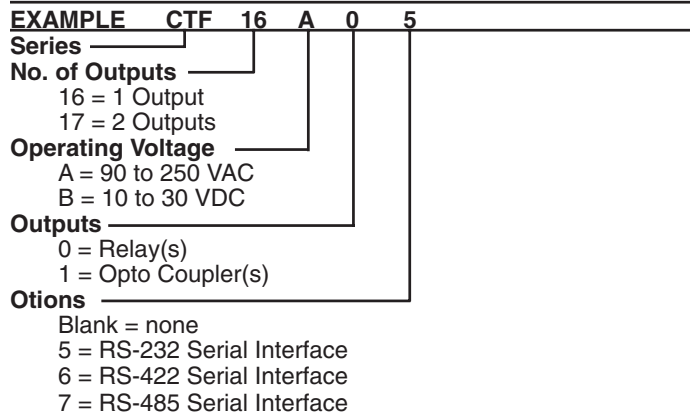 EXAMPLE CTF 16 A 0 5
Series
No. of Outputs
16 = 1 Output
17 = 2 Outputs
Operating Voltage
A = 90 to 250 VAC
B = 10 to 30 VDC
Outputs
0 = Relay(s)
1 = Opto Coupler(s)
Otions
Blank = none
5 = RS-232 Serial Interface
6 = RS-422 Serial Interface
7 = RS-485 Serial Interface